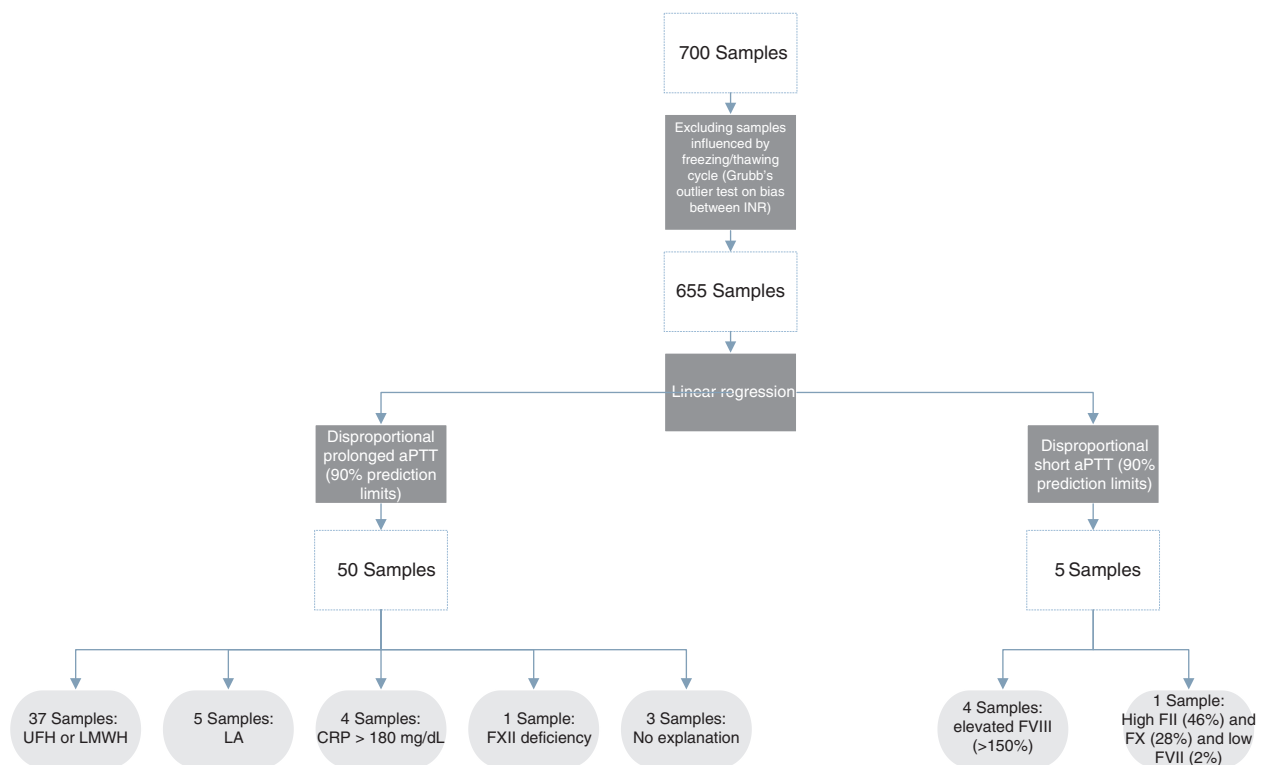 700 Samples
Excluding samples
influenced by
freezing/thawing
cycle (Grubb's
outlier test on bias
between INR)
655 Samples
Linear regression
Disproportional
prolonged aPTT
(90% prediction
limits)
Disproportional
short aPTT (90%
prediction limits)
50 Samples
5 Samples
37 Samples:
UFH or LMWH
5 Samples:
LA
4 Samples:
CRP > 180 mg/dL
1 Sample:
FXII deficiency
3 Samples:
No explanation
4 Samples:
elevated FVIII
(>150%)
1 Sample:
High FII (46%) and
FX (28%) and low
FVII (2%)